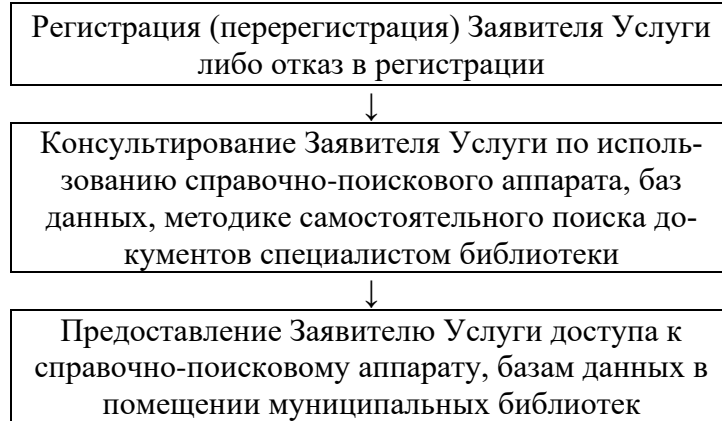 Регистрация (перерегистрация) Заявителя Услуги
либо отказ в регистрации
↓
Консультирование Заявителя Услуги по исполь-
зованию справочно-поискового аппарата, баз
данных, методике самостоятельного поиска до-
кументов специалистом библиотеки
↓
Предоставление Заявителю Услуги доступа к
справочно-поисковому аппарату, базам данных в
помещении муниципальных библиотек